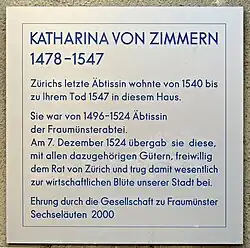 KATHARINA VON ZIMMERN
1478-1547
Zürichs letzte Äbtissin wohnte von 1540 bis
zu Ihrem Tod 1547 in diesem Haus.
Sie war von 1496-1524 Äbtissin
der Fraumünsterabtei.
Am 7. Dezember 1524 übergab sie diese,
mit allen dazugehörigen Gütern, freiwillig
dem Rat von Zürich und trug damit wesentlich
zur wirtschaftlichen Blüte unserer Stadt bei.
Ehrung durch die Gesellschaft zu Fraumünster
Sechseläuten 2000